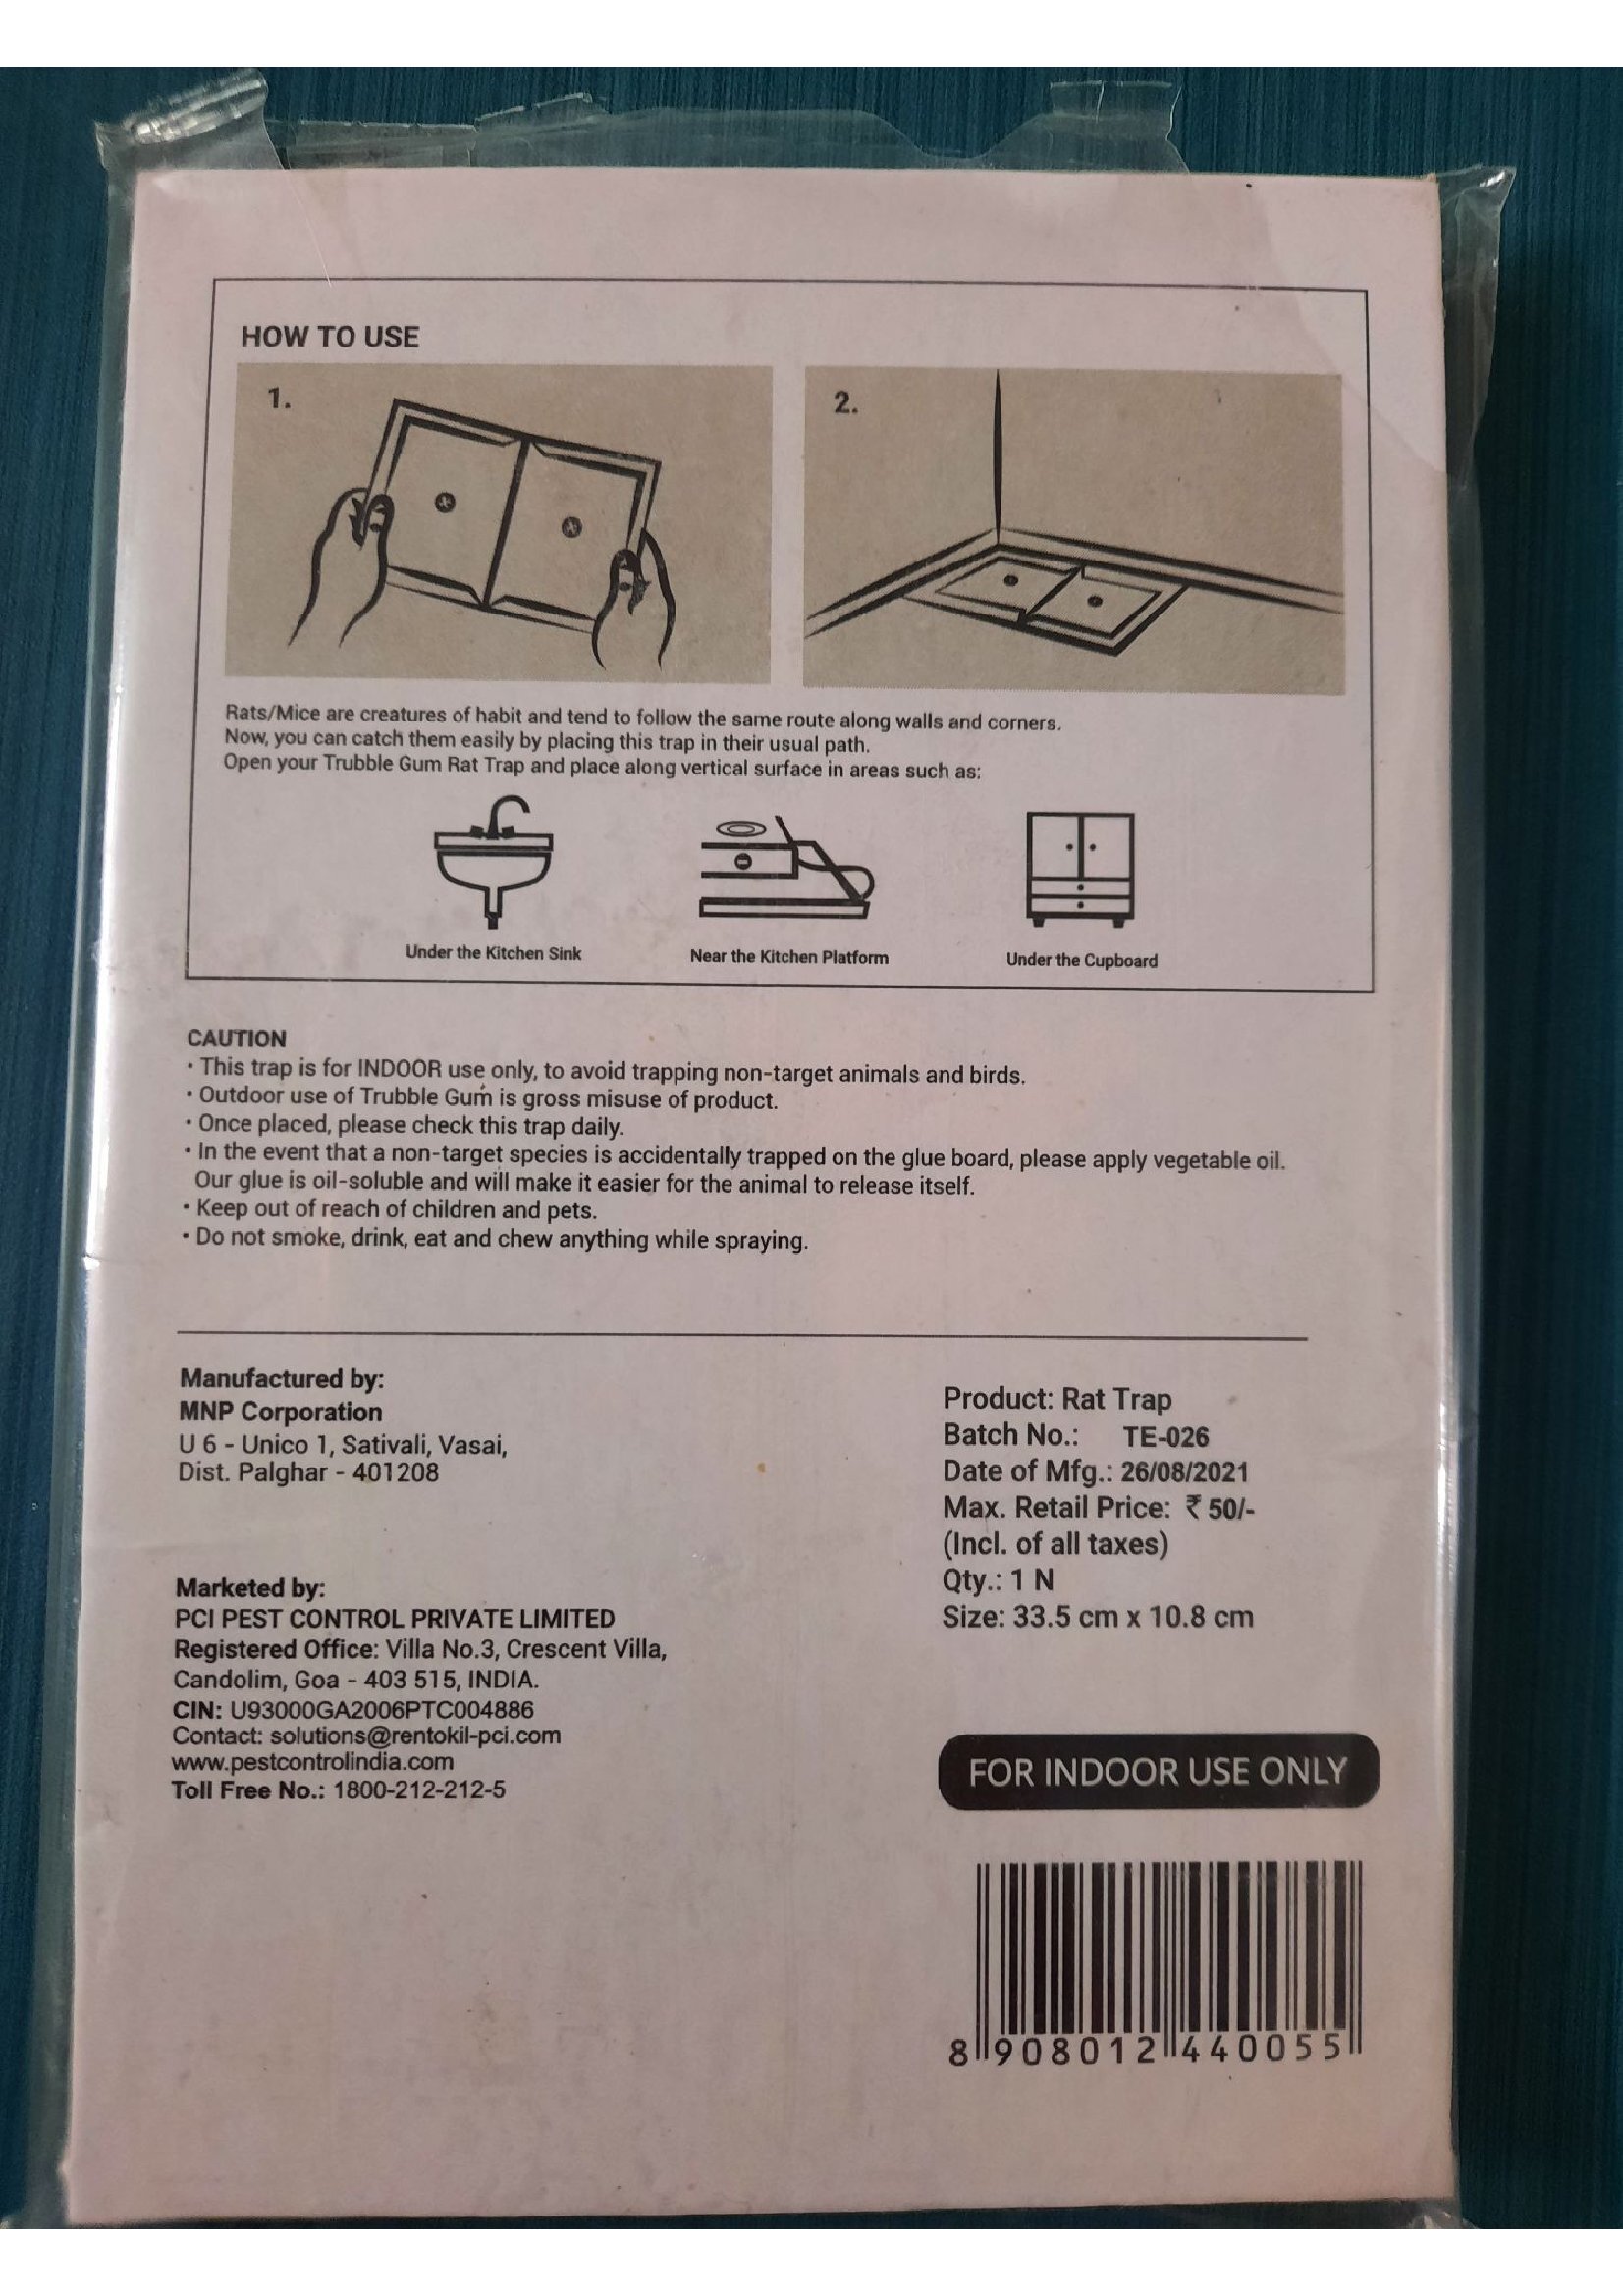 HOW TO USE
1.
2.
Rats/Mice are creatures of habit and tend to follow the same route along walls and corners.
Now, you can catch them easily by placing this trap in their usual path.
Open your Trubble Gum Rat Trap and place along vertical surface in areas such as:
Under the Kitchen Sink
Near the Kitchen Platform
Under the Cupboard
CAUTION
• This trap is for INDOOR use only, to avoid trapping non-target animals and birds.
• Outdoor use of Trubble Gum is gross misuse of product.
• Once placed, please check this trap daily.
• In the event that a non-target species is accidentally trapped on the glue board, please apply vegetable oil.
Our glue is oil-soluble and will make it easier for the animal to release itself.
• Keep out of reach of children and pets.
• Do not smoke, drink, eat and chew anything while spraying.
Manufactured by:
MNP Corporation
U 6 - Unico 1, Sativali, Vasai,
Dist. Palghar - 401208
Marketed by:
PCI PEST CONTROL PRIVATE LIMITED
Registered Office: Villa No.3, Crescent Villa,
Candolim, Goa - 403 515, INDIA.
CIN: U93000GA2006PTC004886
Contact: solutions@rentokil-pci.com
www.pestcontrolindia.com
Toll Free No.: 1800-212-212-5
Product: Rat Trap
Batch No.: TE-026
Date of Mfg.: 26/08/2021
Max. Retail Price: ₹ 50/-
(Incl. of all taxes)
Qty.: 1 N
Size: 33.5 cm x 10.8 cm
FOR INDOOR USE ONLY
8 908012 440055